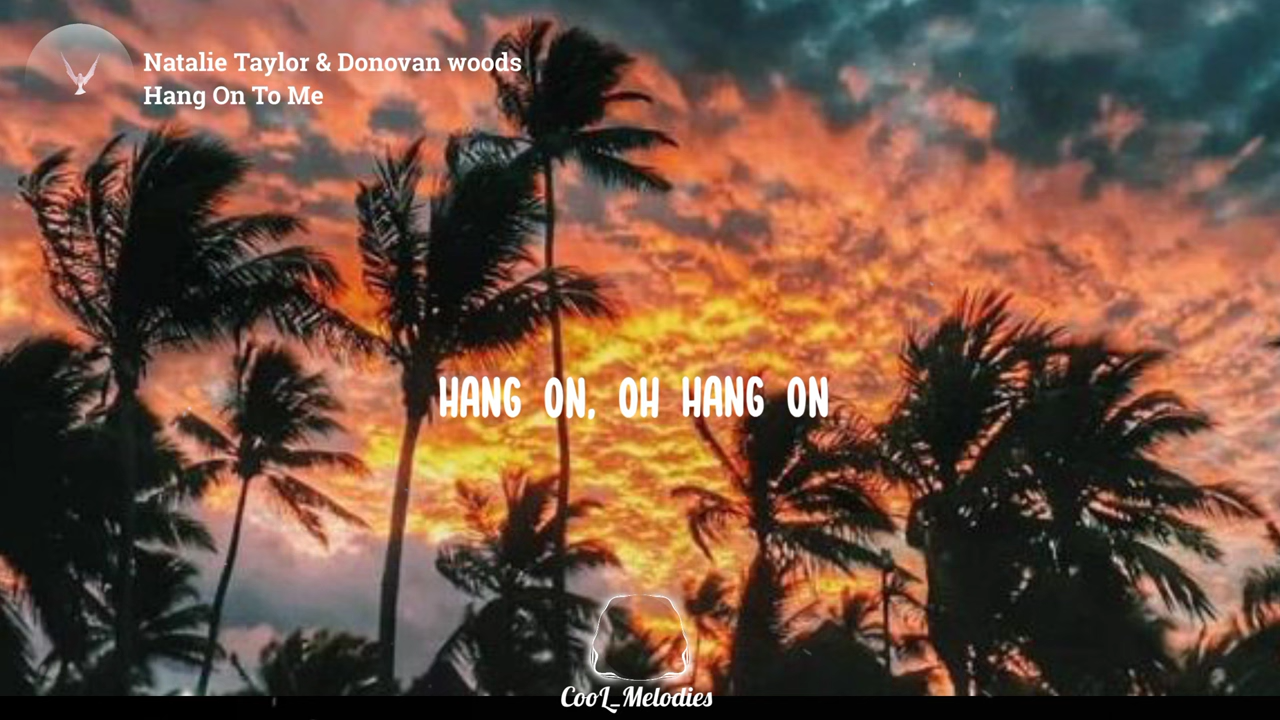 Natalie Taylor & Donovan woods
Hang On To Me
HANG ON, OH HANG ON
CooL_Melodies